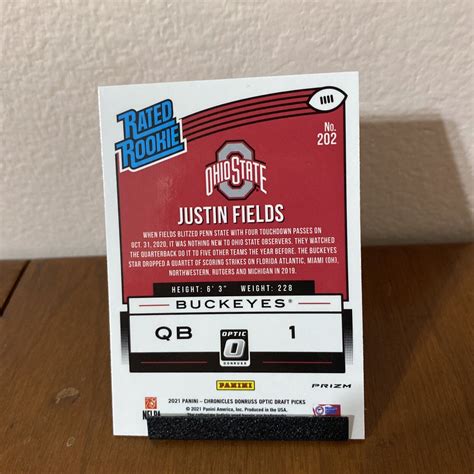 RATED
ROOKIE
No.
202
OHIO STATE
JUSTIN FIELDS
WHEN FIELDS BLITZED PENN STATE WITH FOUR TOUCHDOWN PASSES ON
OCT. 31, 2020, IT WAS NOTHING NEW TO OHIO STATE OBSERVERS. THEY WATCHED
THE QUARTERBACK DO IT TO FIVE OTHER TEAMS THE YEAR BEFORE. THE BUCKEYES
STAR DROPPED A QUARTET OF SCORING STRIKES ON FLORIDA ATLANTIC, MIAMI (OH),
NORTHWESTERN, RUTGERS AND MICHIGAN IN 2019.
HEIGHT: 6' 3" WEIGHT: 228
BUCKEYES®
QB
OPTIC
DONRUSS
1
PANINI
PRIZM
2021 PANINI – CHRONICLES DONRUSS OPTIC DRAFT PICKS
© 2021 Panini America, Inc. Produced in the USA.